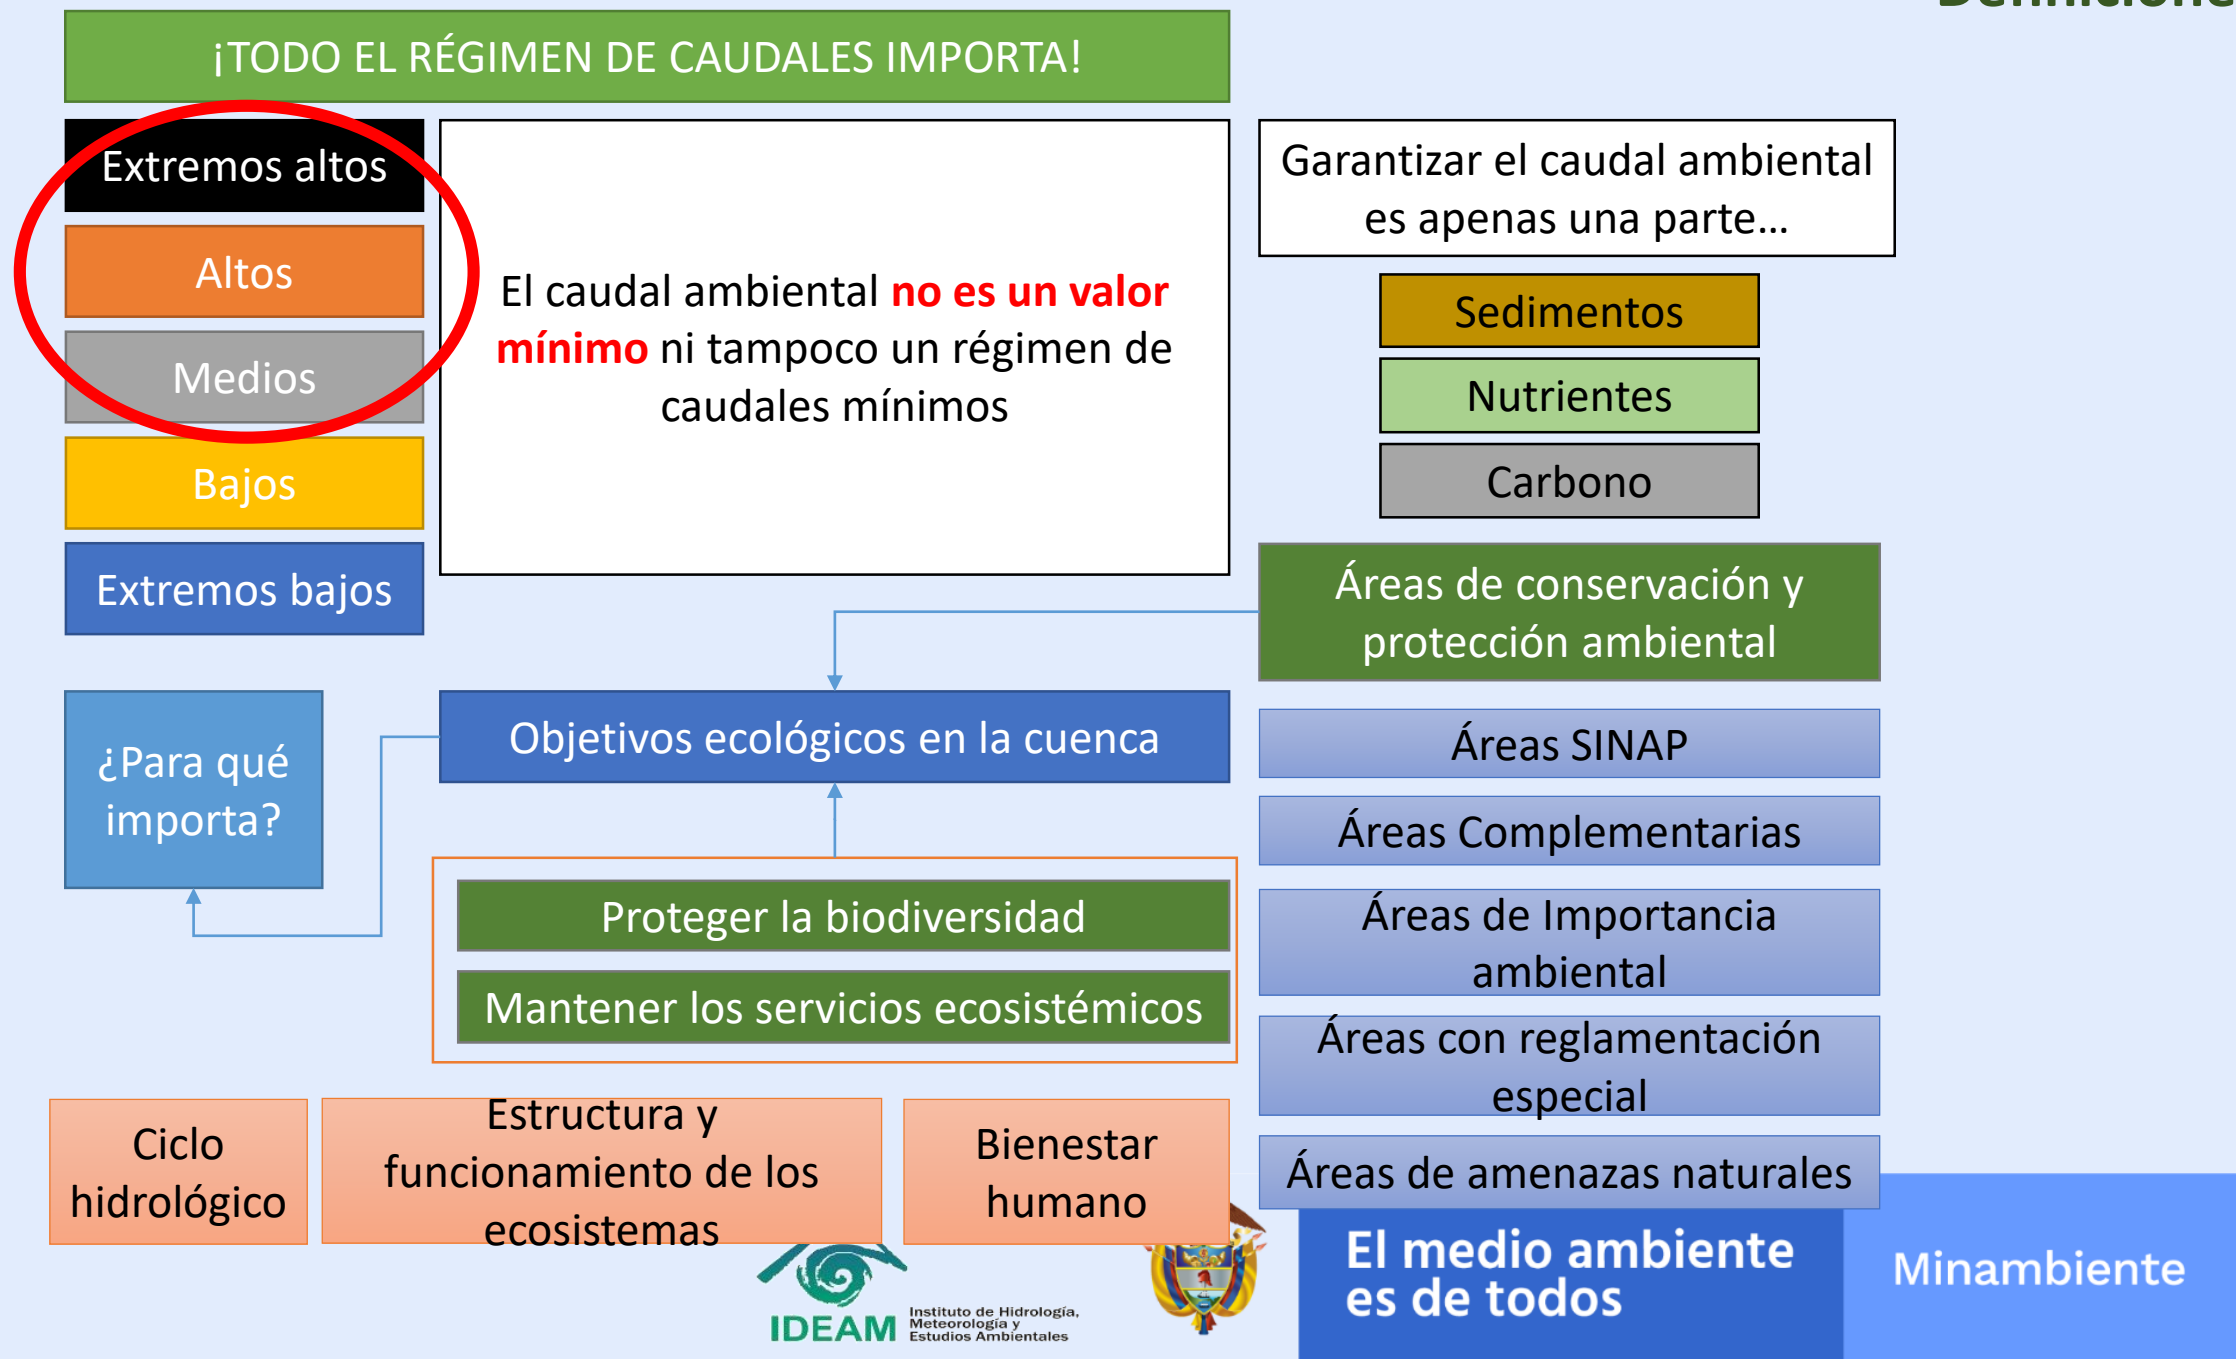 ¡TODO EL RÉGIMEN DE CAUDALES IMPORTA!
Extremos altos
Altos
Medios
Bajos
Extremos bajos
El caudal ambiental no es un valor
mínimo ni tampoco un régimen de
caudales mínimos
Garantizar el caudal ambiental
es apenas una parte...
Sedimentos
Nutrientes
Carbono
Áreas de conservación y
protección ambiental
¿Para qué
importa?
Objetivos ecológicos en la cuenca
Proteger la biodiversidad
Mantener los servicios ecosistémicos
Áreas SINAP
Áreas Complementarias
Áreas de Importancia
ambiental
Áreas con reglamentación
especial
Áreas de amenazas naturales
Ciclo
hidrológico
Estructura y
funcionamiento de los
ecosistemas
Bienestar
humano
IDEAM
Instituto de Hidrología,
Meteorología y
Estudios Ambientales
El medio ambiente
es de todos
Minambiente